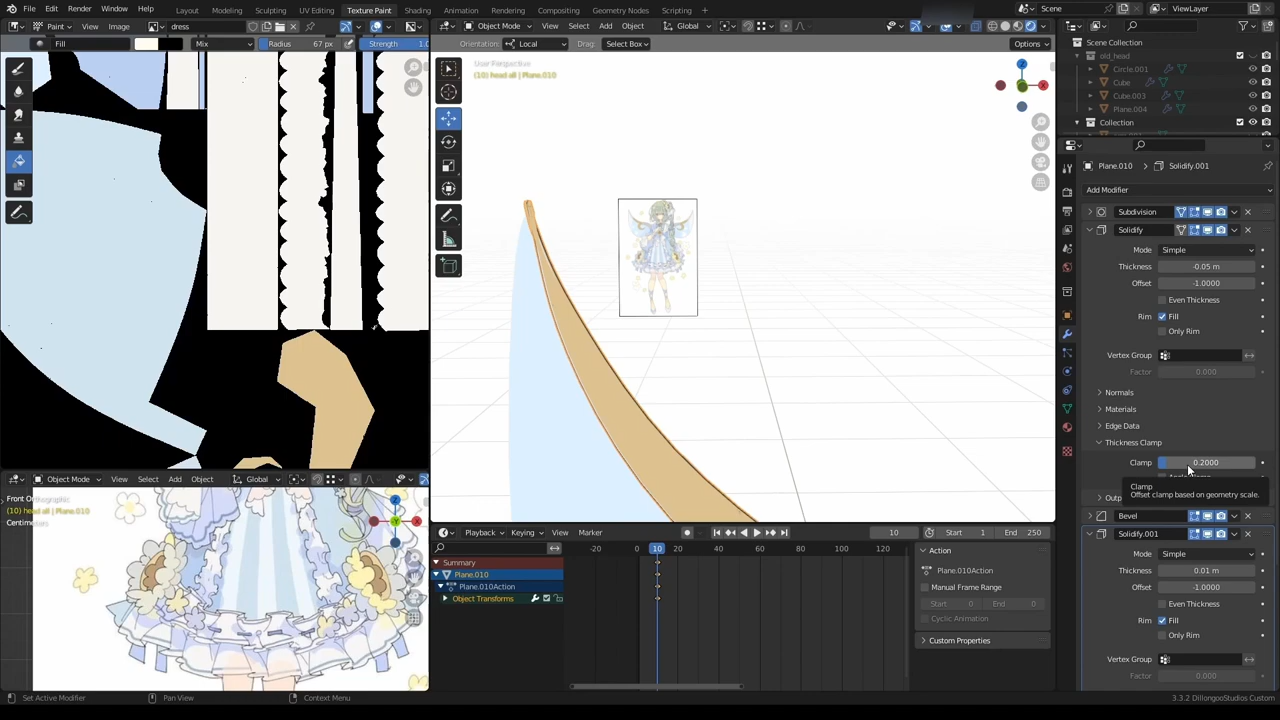 File Edit Render Window Help Layout Modeling Sculpting UV Editing Texture Paint Shading Animation Rendering Compositing Geometry Nodes Scripting Scene ViewLayer
Paint View Image dress Object Mode View Select Add Object Global
Fill Mix Radius 67 px Strength 1.0 Orientation: Local Drag: Select Box Options
User Perspective
(10) head all | Plane.010
Scene Collection
old_head
Circle.001
Cube
Cube.003
Plane.004
Collection
Plane.010 Solidify.001
Add Modifier
Subdivision
Solidify
Mode Simple
Thickness -0.05 m
Offset -1.0000
Even Thickness
Rim Fill
Only Rim
Vertex Group
Factor 0.000
Normals
Materials
Edge Data
Thickness Clamp
Clamp 0.2000
Clamp
Offset clamp based on geometry scale.
Outp
Bevel
Solidify.001
Mode Simple
Thickness 0.01 m
Offset -1.0000
Even Thickness
Rim Fill
Only Rim
Vertex Group
Factor 0.000
Object Mode View Select Add Object Global
Front Orthographic
(10) head all | Plane.010
Centimeters
Playback Keying View Marker 10 Start 1 End 250
-20 0 10 20 40 60 80 100 120
Summary
Plane.010
Plane.010Action
Object Transforms
Action
Plane.010Action
Manual Frame Range
Start 0 End 0
Cyclic Animation
Custom Properties
Set Active Modifier Pan View Context Menu 3.3.2 DillongooStudios Custom